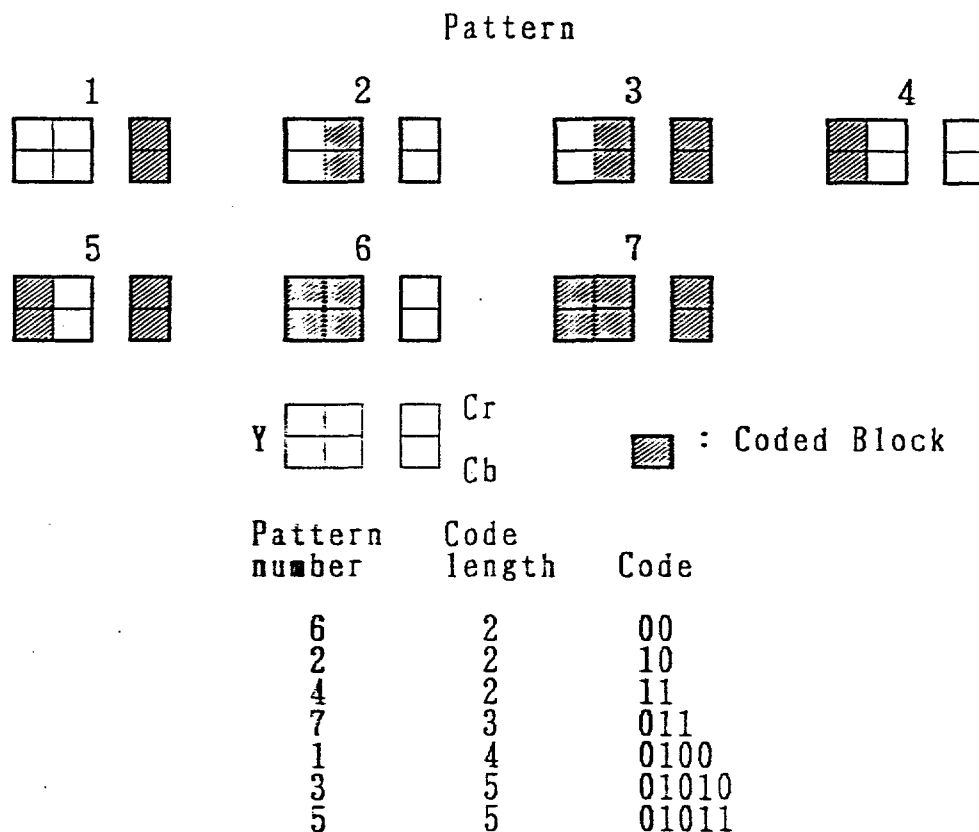 Pattern
1 2 3 4
5 6 7
Y Cr
Cb
: Coded Block
Pattern number Code length Code
6 2 00
2 2 10
4 2 11
7 3 011
1 4 0100
3 5 01010
5 5 01011